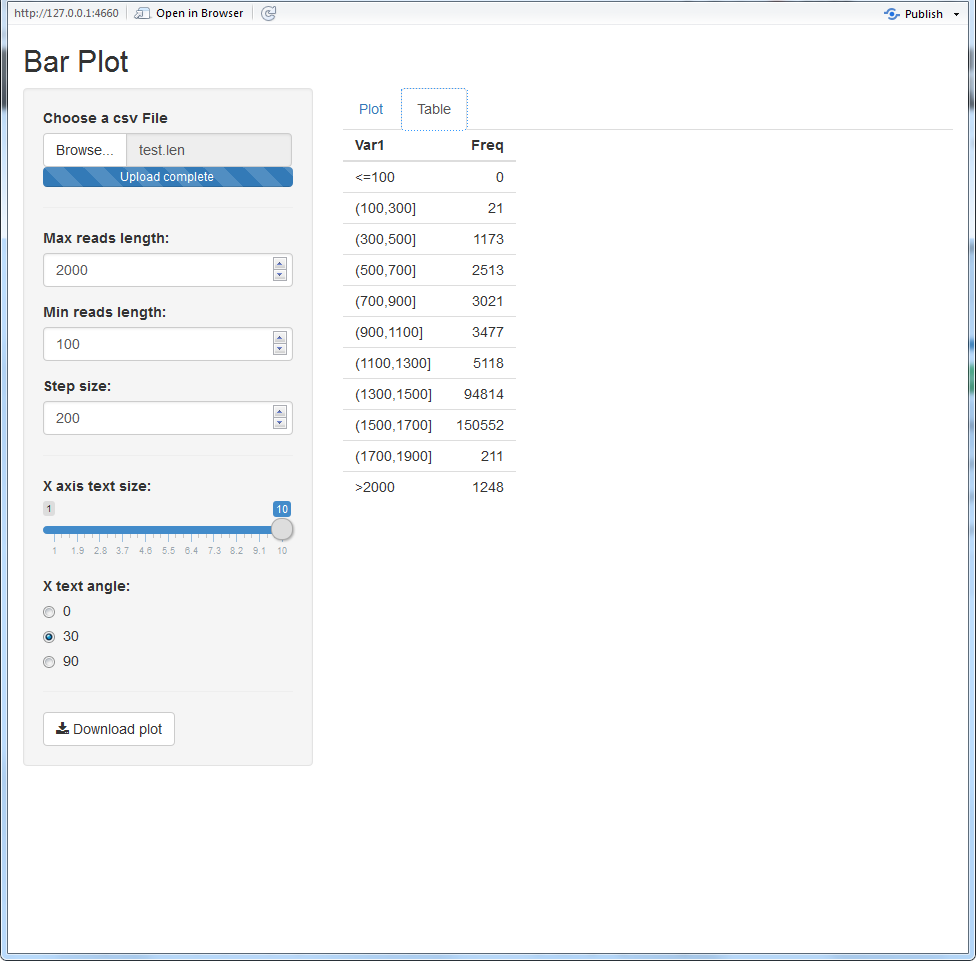 http://127.0.0.1:4660 Open in Browser Publish
Bar Plot
Choose a csv File
Browse... test.len
Upload complete
Max reads length:
2000
Min reads length:
100
Step size:
200
X axis text size:
1 10
1 1.9 2.8 3.7 4.6 5.5 6.4 7.3 8.2 9.1 10
X text angle:
0
30
90
Download plot
Plot Table
Var1 Freq
<=100 0
(100,300] 21
(300,500] 1173
(500,700] 2513
(700,900] 3021
(900,1100] 3477
(1100,1300] 5118
(1300,1500] 94814
(1500,1700] 150552
(1700,1900] 211
>2000 1248